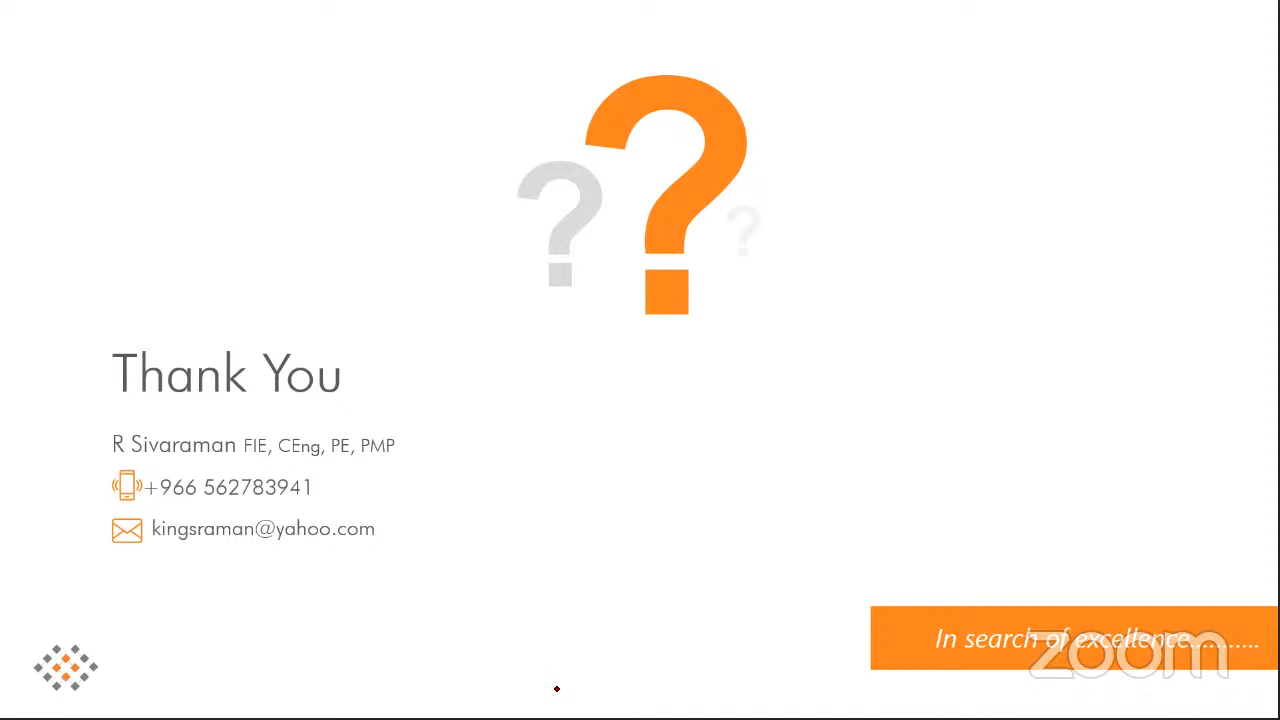 ? ? ?
Thank You
R Sivaraman FIE, CEng, PE, PMP
+966 562783941
kingsraman@yahoo.com
In search of excellence...........
zoom